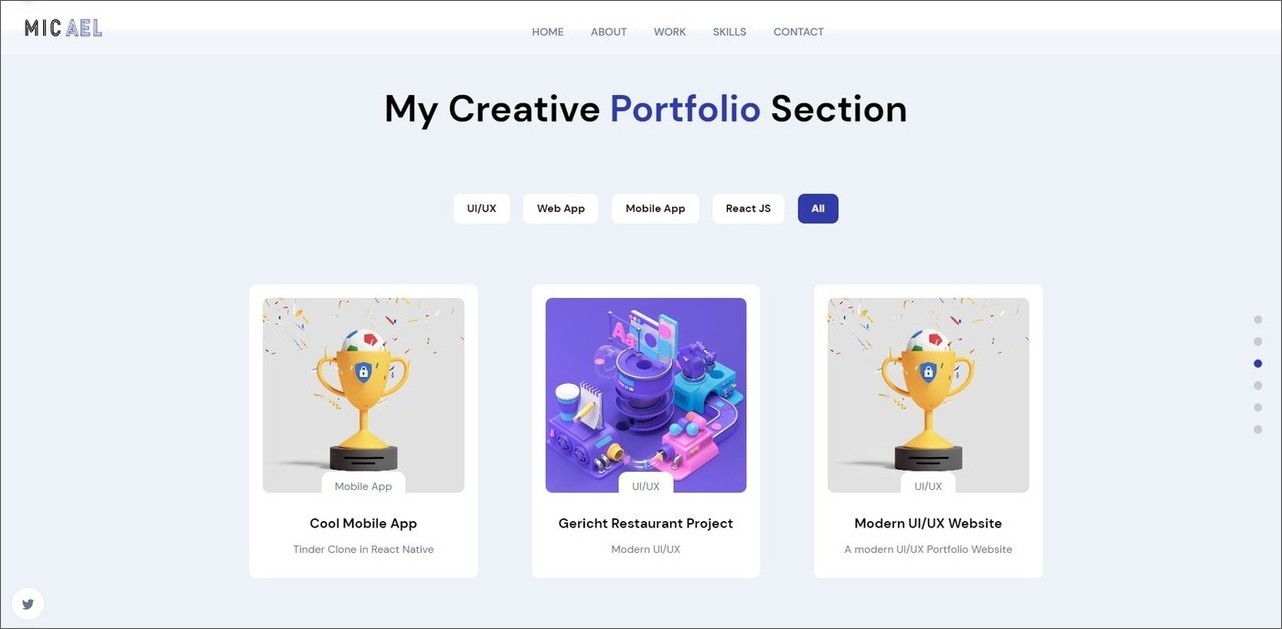 MICAEL
HOME ABOUT WORK SKILLS CONTACT
My Creative Portfolio Section
UI/UX Web App Mobile App React JS All
Aa
Mobile App
Cool Mobile App
Tinder Clone in React Native
UI/UX
Gericht Restaurant Project
Modern UI/UX
UI/UX
Modern UI/UX Website
A modern UI/UX Portfolio Website